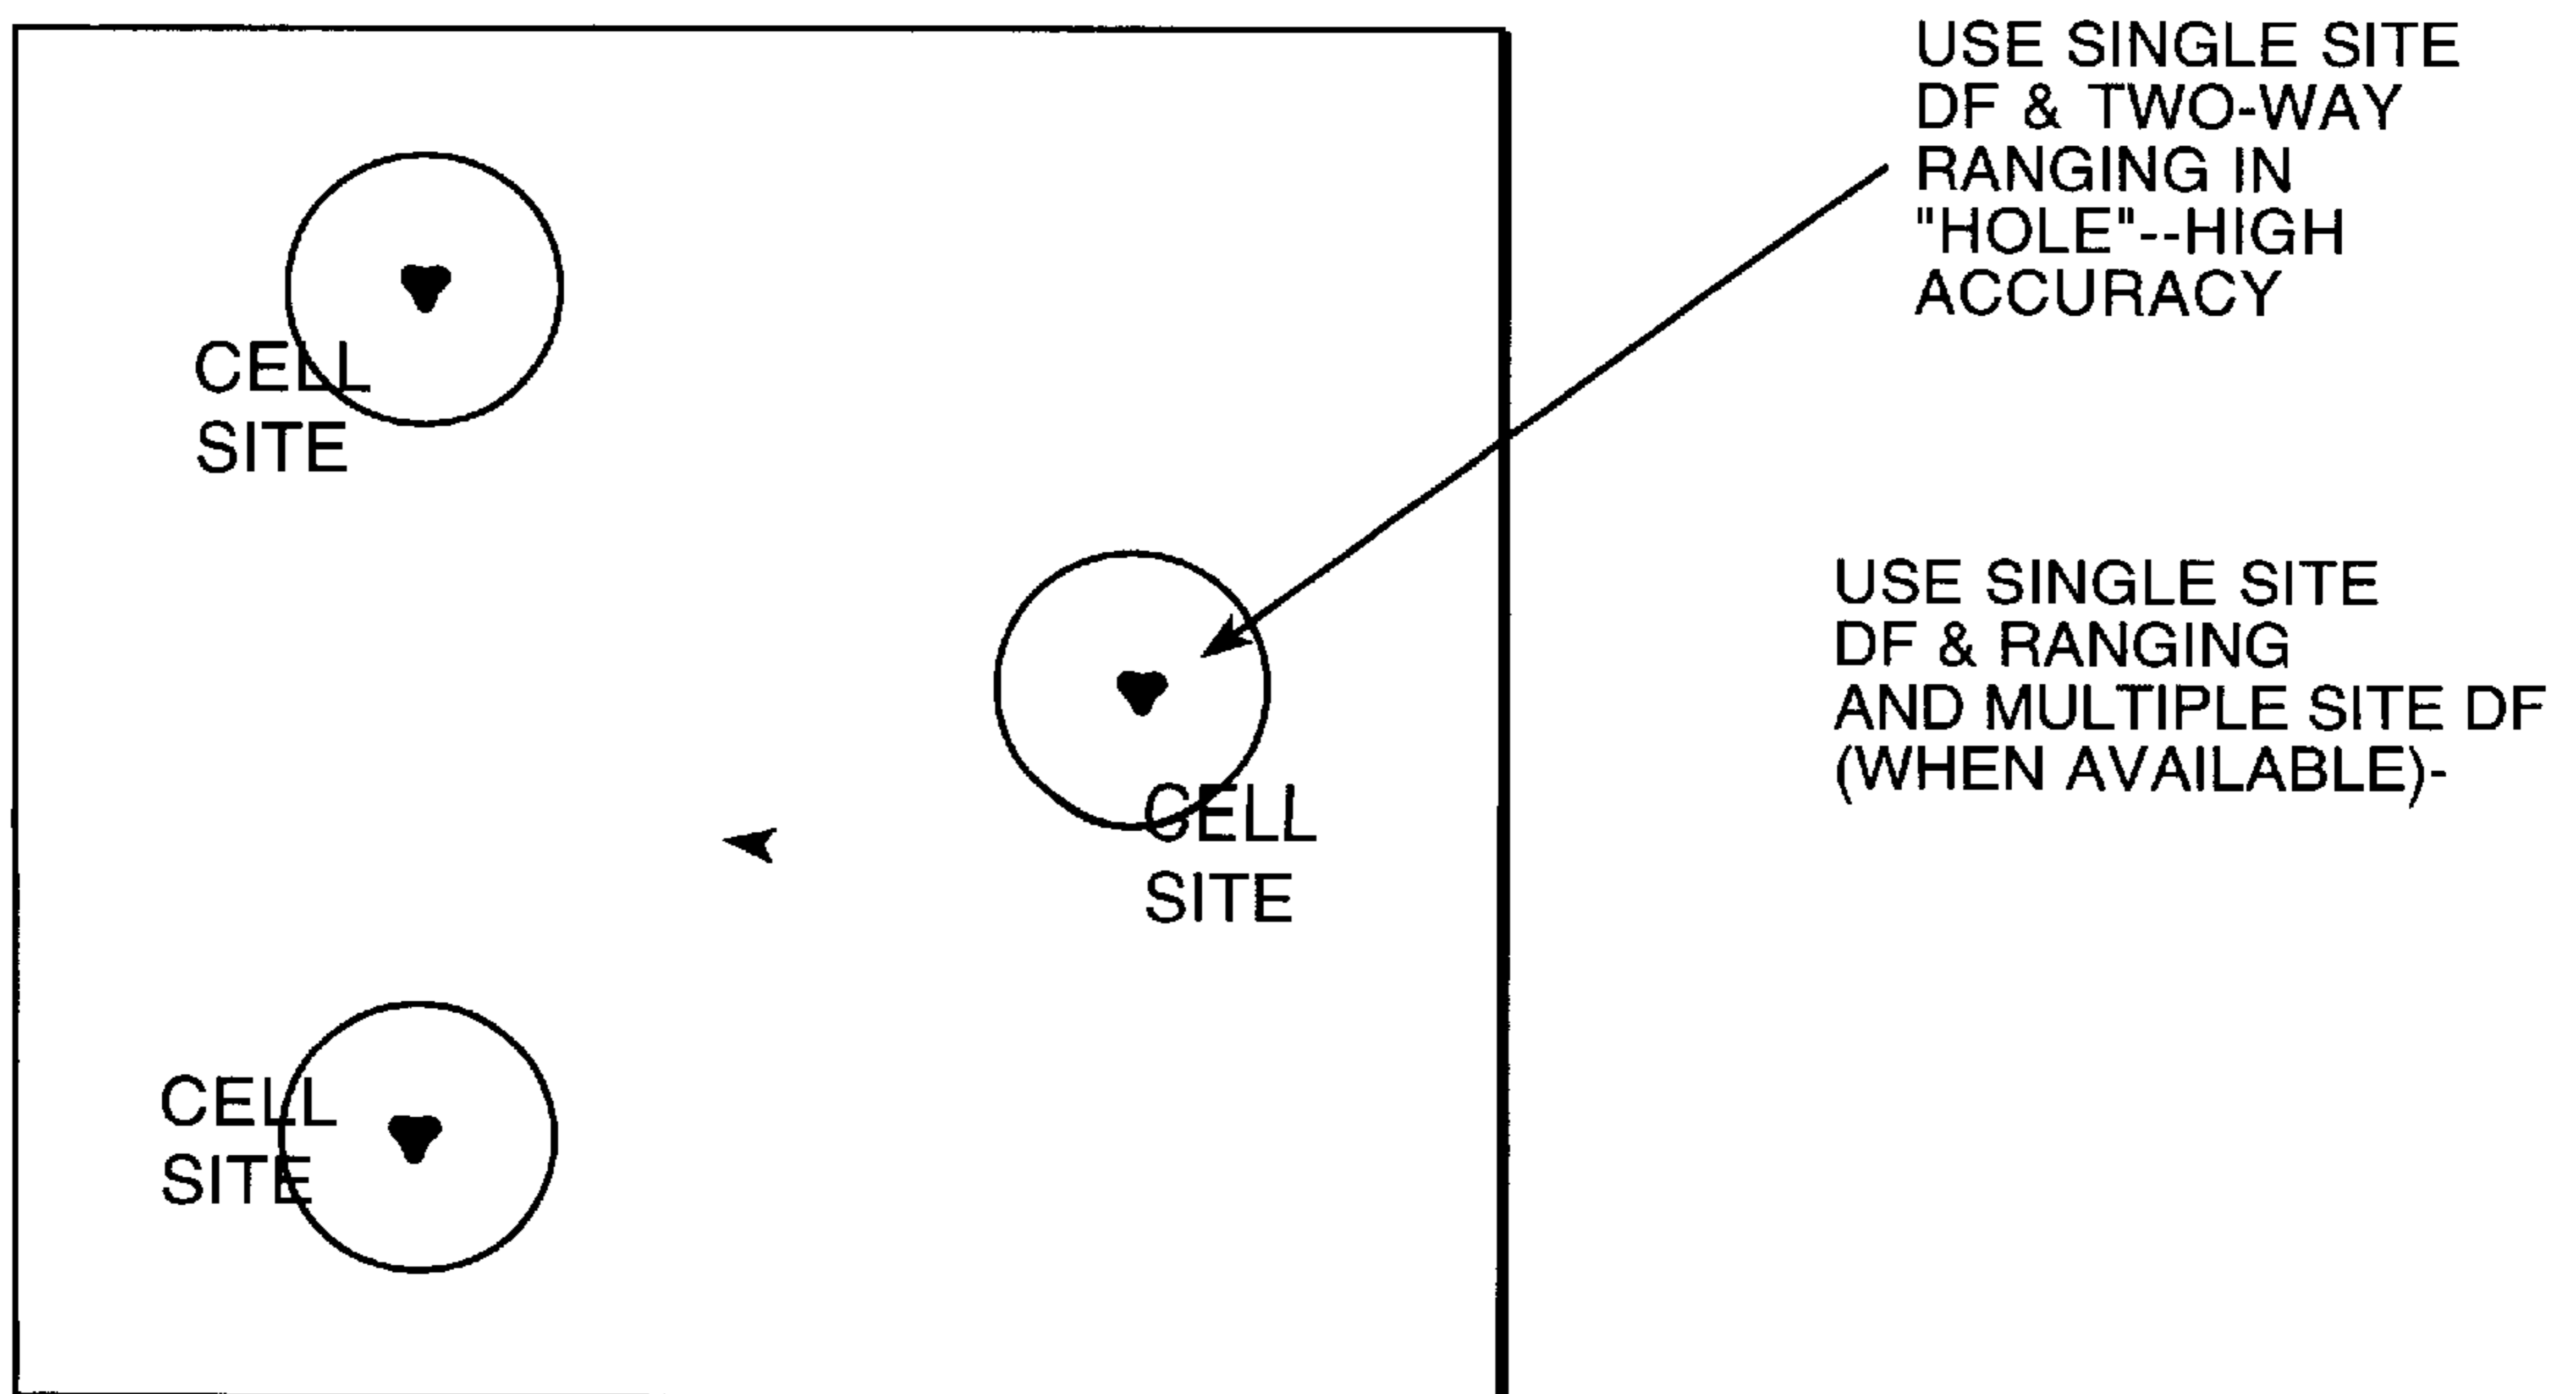 USE SINGLE SITE
DF & TWO-WAY
RANGING IN
"HOLE"--HIGH
ACCURACY
CELL
SITE
USE SINGLE SITE
DF & RANGING
AND MULTIPLE SITE DF
(WHEN AVAILABLE)-
CELL
SITE
CELL
SITE